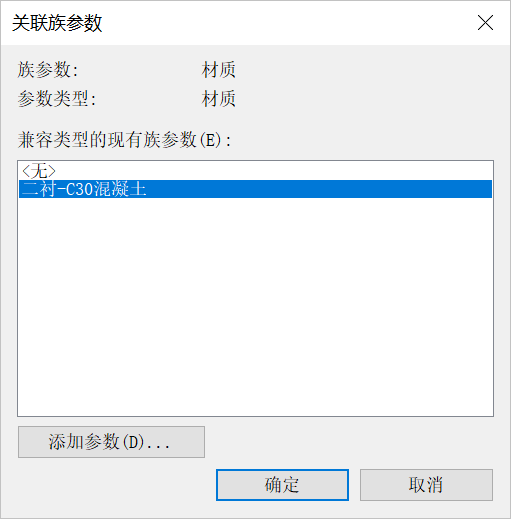 关联族参数
族参数: 材质
参数类型: 材质
兼容类型的现有族参数(E):
<无>
二衬-C30混凝土
添加参数(D)...
确定 取消